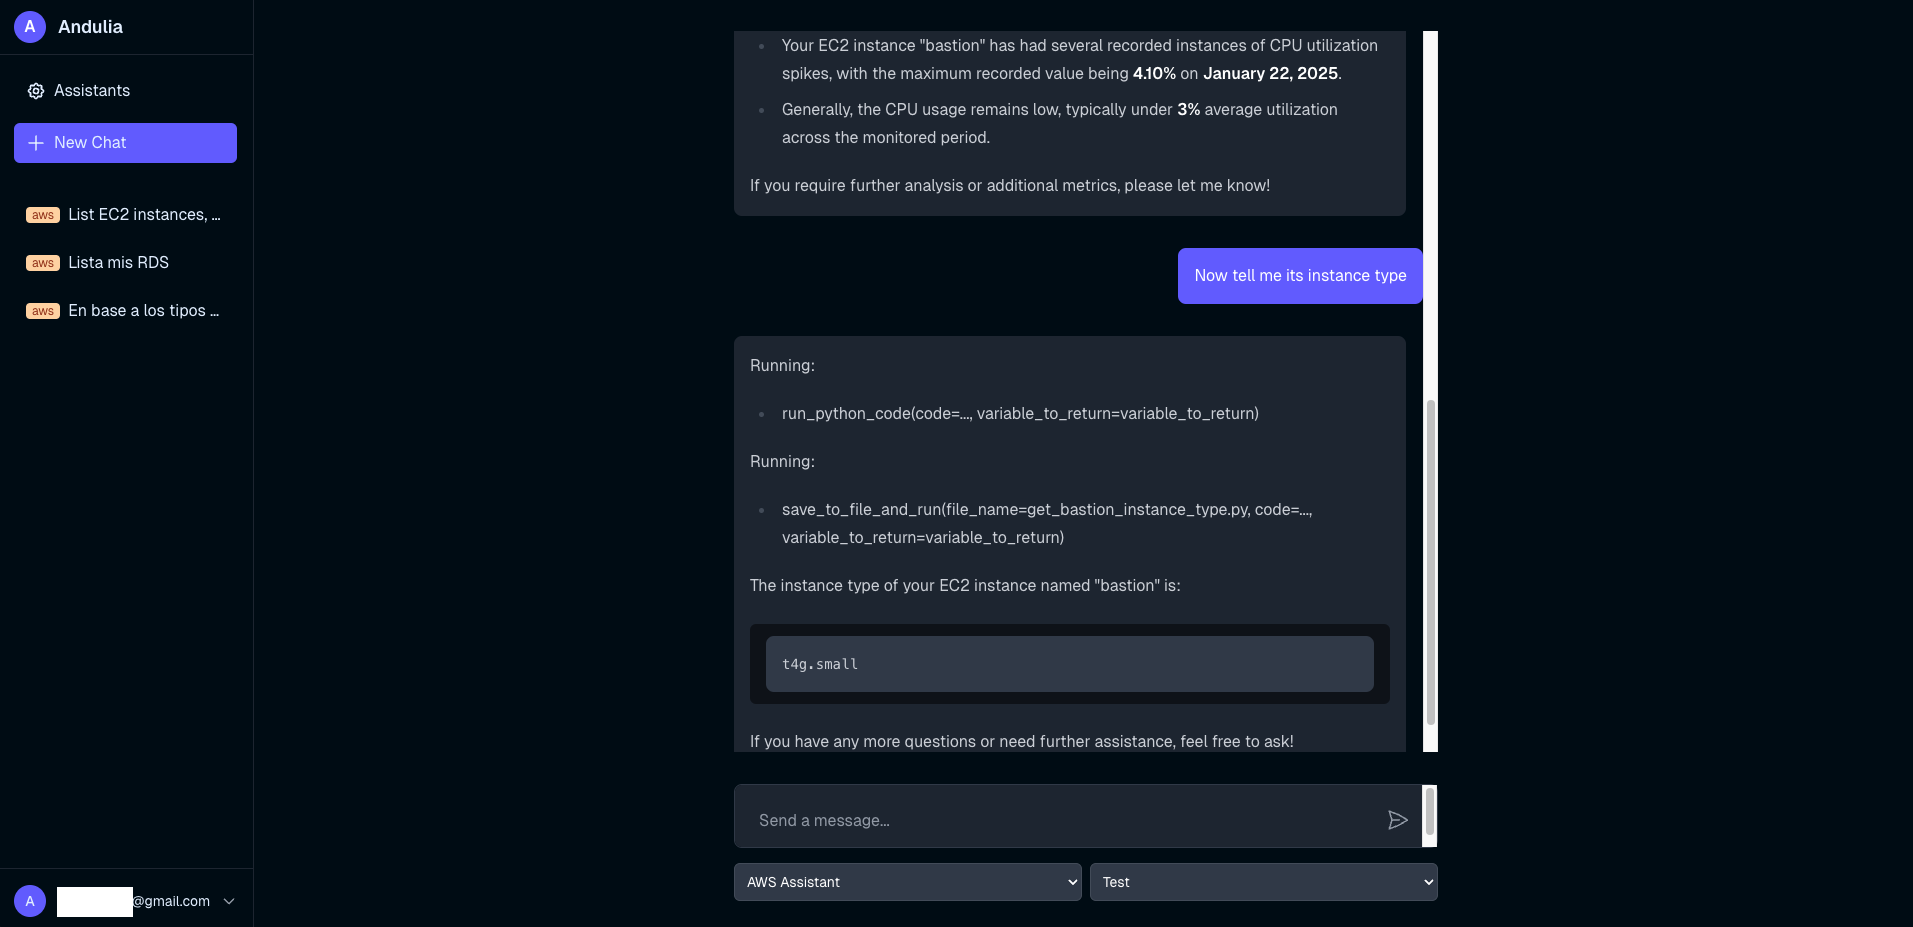 A
Andulia
Assistants
New Chat
aws List EC2 instances, ...
aws Lista mis RDS
aws En base a los tipos ...
A
@gmail.com
Your EC2 instance "bastion" has had several recorded instances of CPU utilization
spikes, with the maximum recorded value being 4.10% on January 22, 2025.
Generally, the CPU usage remains low, typically under 3% average utilization
across the monitored period.
If you require further analysis or additional metrics, please let me know!
Now tell me its instance type
Running:
run_python_code(code=..., variable_to_return=variable_to_return)
Running:
save_to_file_and_run(file_name=get_bastion_instance_type.py, code=...,
variable_to_return=variable_to_return)
The instance type of your EC2 instance named "bastion" is:
t4g.small
If you have any more questions or need further assistance, feel free to ask!
Send a message...
AWS Assistant
Test